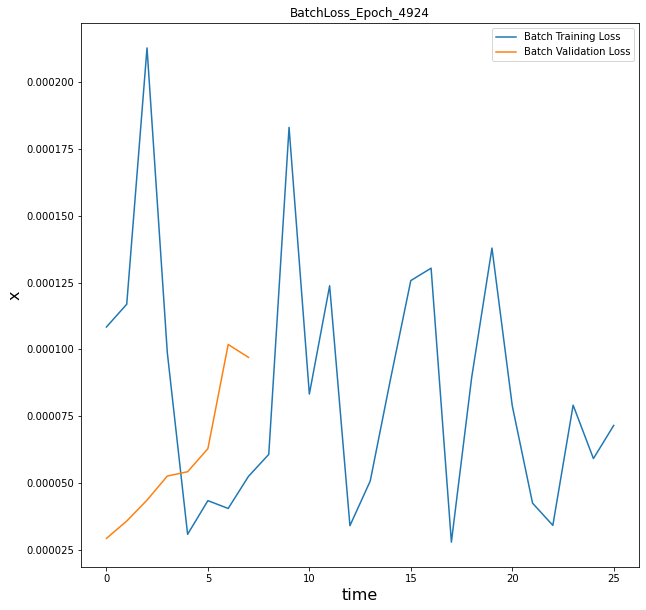 BatchLoss_Epoch_4924
Batch Training Loss
Batch Validation Loss
0.000200
0.000175
0.000150
0.000125
0.000100
0.000075
0.000050
0.000025
x
0 5 10 15 20 25
time